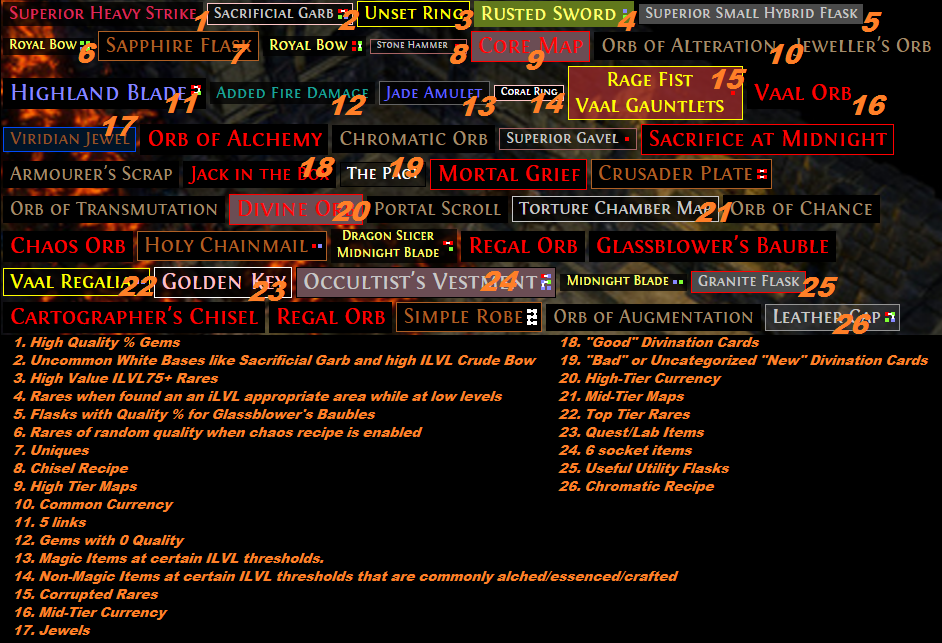 Superior Heavy Strike 1 Sacrificial Garb 2 Unset Ring 3 Rusted Sword 4 Superior Small Hybrid Flask 5
Royal Bow 6 Sapphire Flask 7 Royal Bow Stone Hammer 8 Core Map 9 Orb of Alteration 10 Jeweller's Orb
Highland Blade 11 Added Fire Damage 12 Jade Amulet 13 Coral Ring 14 Rage Fist 15 Vaal Orb 16
Vaal Gauntlets
Viridian Jewel 17 Orb of Alchemy Chromatic Orb Superior Gavel Sacrifice at Midnight
Armourer's Scrap Jack in the Box 18 The Pact 19 Mortal Grief Crusader Plate
Orb of Transmutation Divine Orb 20 Portal Scroll Torture Chamber Map 21 Orb of Chance
Chaos Orb Holy Chainmail Dragon Slicer Regal Orb Glassblower's Bauble
Midnight Blade
Vaal Regalia 22 Golden Key 23 Occultist's Vestment 24 Midnight Blade Granite Flask 25
Cartographer's Chisel Regal Orb Simple Robe Orb of Augmentation Leather Cap 26
1. High Quality % Gems
2. Uncommon White Bases like Sacrificial Garb and high ILVL Crude Bow
3. High Value ILVL75+ Rares
4. Rares when found an an iLVL appropriate area while at low levels
5. Flasks with Quality % for Glassblower's Baubles
6. Rares of random quality when chaos recipe is enabled
7. Uniques
8. Chisel Recipe
9. High Tier Maps
10. Common Currency
11. 5 links
12. Gems with 0 Quality
13. Magic Items at certain ILVL thresholds.
14. Non-Magic Items at certain ILVL thresholds that are commonly alched/essenced/crafted
15. Corrupted Rares
16. Mid-Tier Currency
17. Jewels
18. "Good" Divination Cards
19. "Bad" or Uncategorized "New" Divination Cards
20. High-Tier Currency
21. Mid-Tier Maps
22. Top Tier Rares
23. Quest/Lab Items
24. 6 socket items
25. Useful Utility Flasks
26. Chromatic Recipe